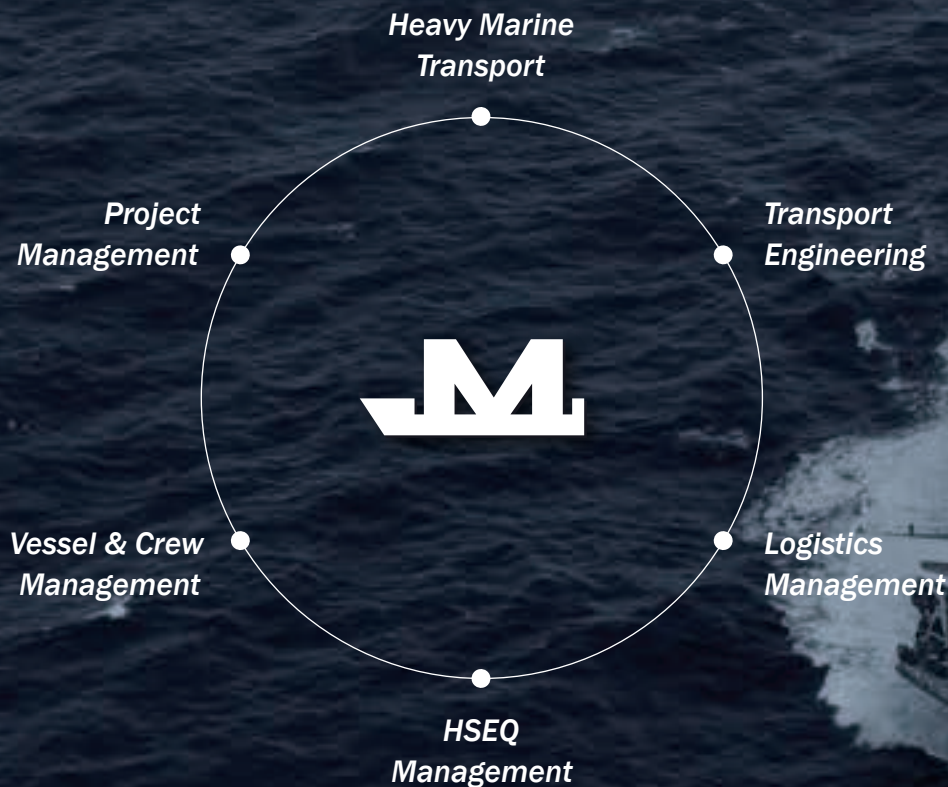 Heavy Marine
Transport
Project
Management
Transport
Engineering
M
Vessel & Crew
Management
Logistics
Management
HSEQ
Management